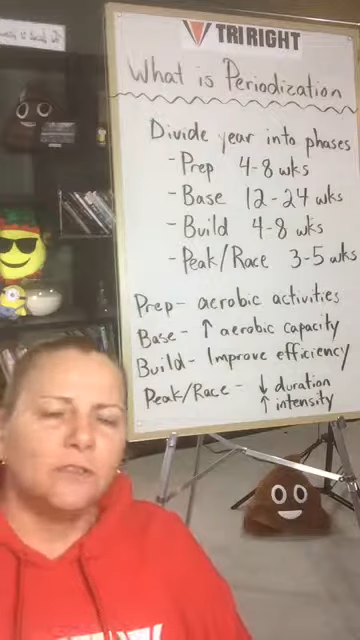 TRI RIGHT
What is Periodization
Divide year into phases
- Prep 4-8 wks
- Base 12-24 wks
- Build 4-8 wks
- Peak/Race 3-5 wks
Prep- aerobic activities
Base- ↑ aerobic capacity
Build- Improve efficiency
Peak/Race - ↓ duration
↑ intensity